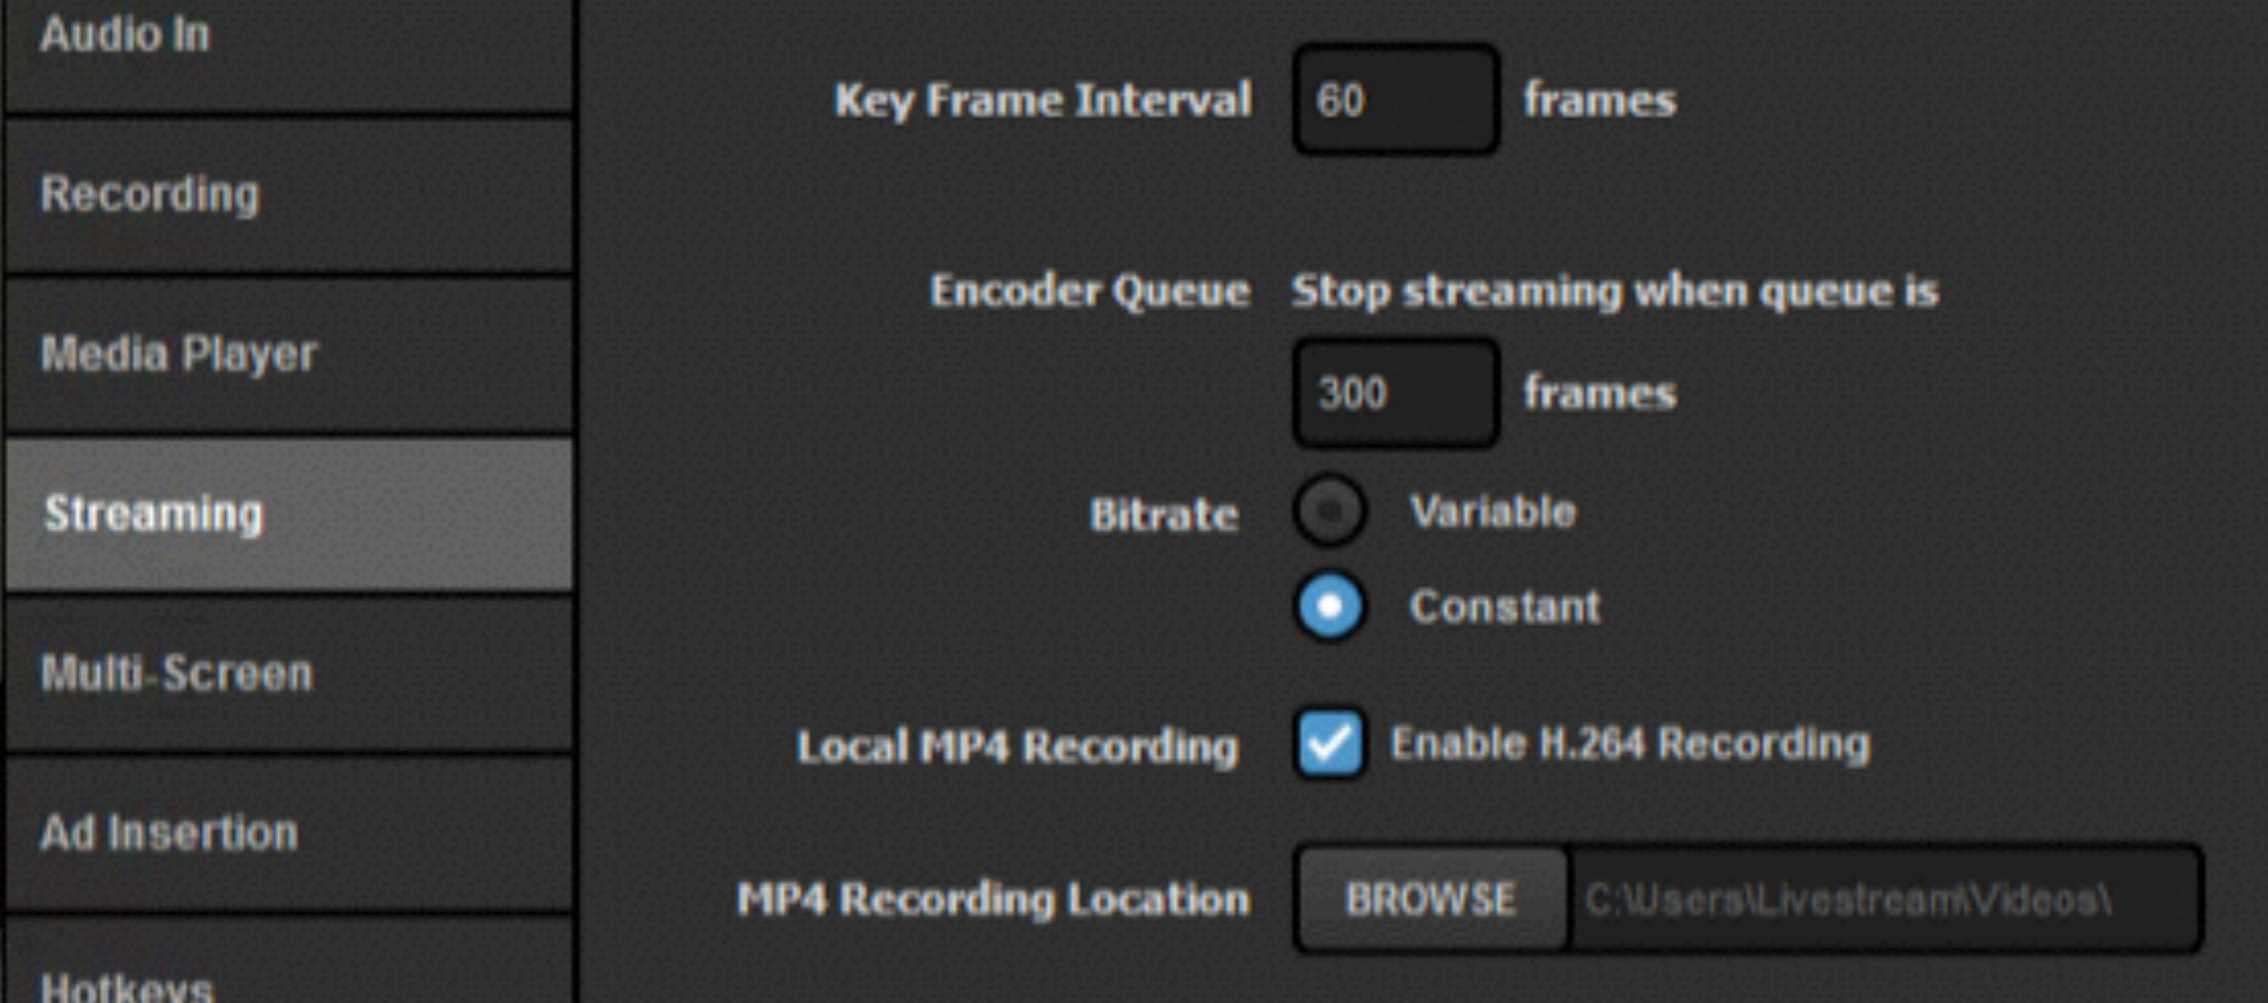 Audio In
Recording
Media Player
Streaming
Multi-Screen
Ad Insertion
Hotkeys
Key Frame Interval 60 frames
Encoder Queue Stop streaming when queue is
300 frames
Bitrate Variable
Constant
Local MP4 Recording Enable H.264 Recording
MP4 Recording Location BROWSE C:\Users\Livestream\Videos\